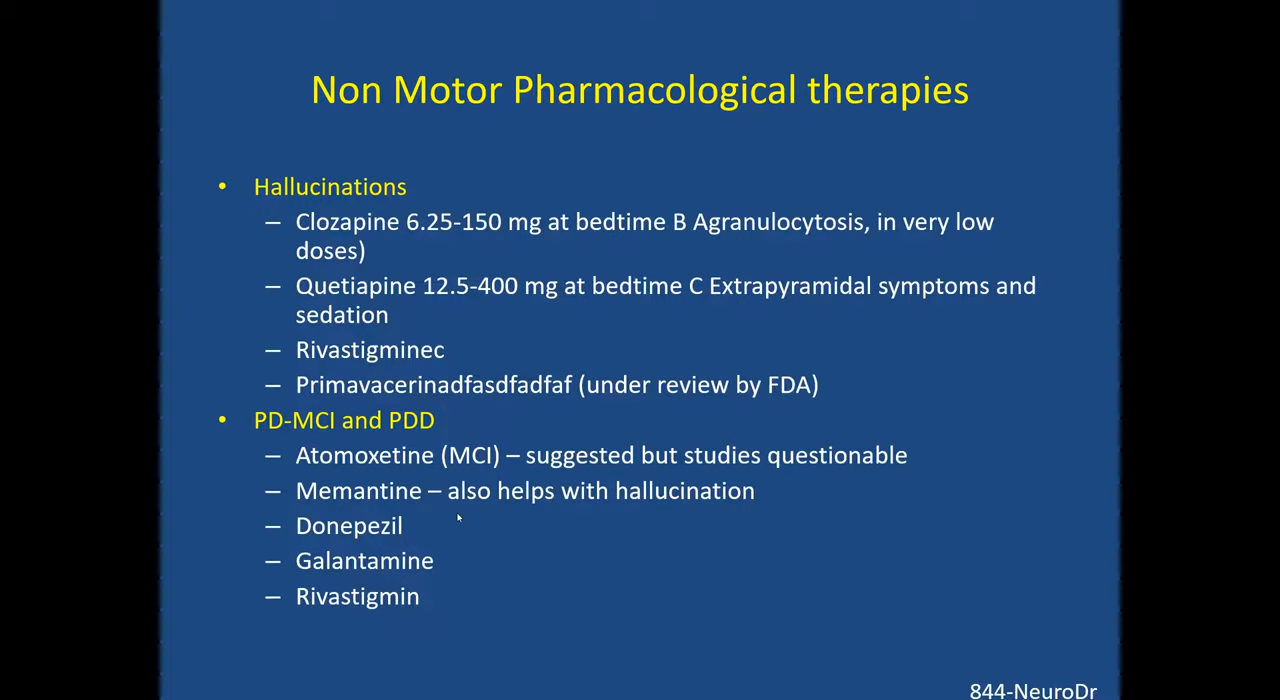 Non Motor Pharmacological therapies
• Hallucinations
– Clozapine 6.25-150 mg at bedtime B Agranulocytosis, in very low
doses)
– Quetiapine 12.5-400 mg at bedtime C Extrapyramidal symptoms and
sedation
– Rivastigminec
– Primavacerinadfasdfadfaf (under review by FDA)
• PD-MCI and PDD
– Atomoxetine (MCI) – suggested but studies questionable
– Memantine – also helps with hallucination
– Donepezil
– Galantamine
– Rivastigmin
844-NeuroDr